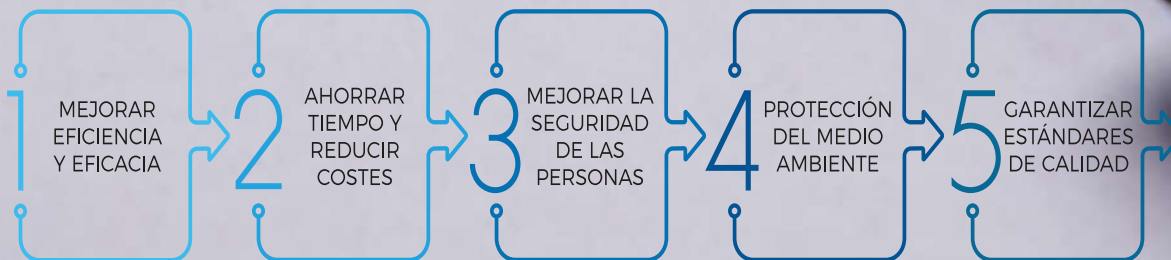 1
MEJORAR
EFICIENCIA
Y EFICACIA
2
AHORRAR
TIEMPO Y
REDUCIR
COSTES
3
MEJORAR LA
SEGURIDAD
DE LAS
PERSONAS
4
PROTECCIÓN
DEL MEDIO
AMBIENTE
5
GARANTIZAR
ESTÁNDARES
DE CALIDAD